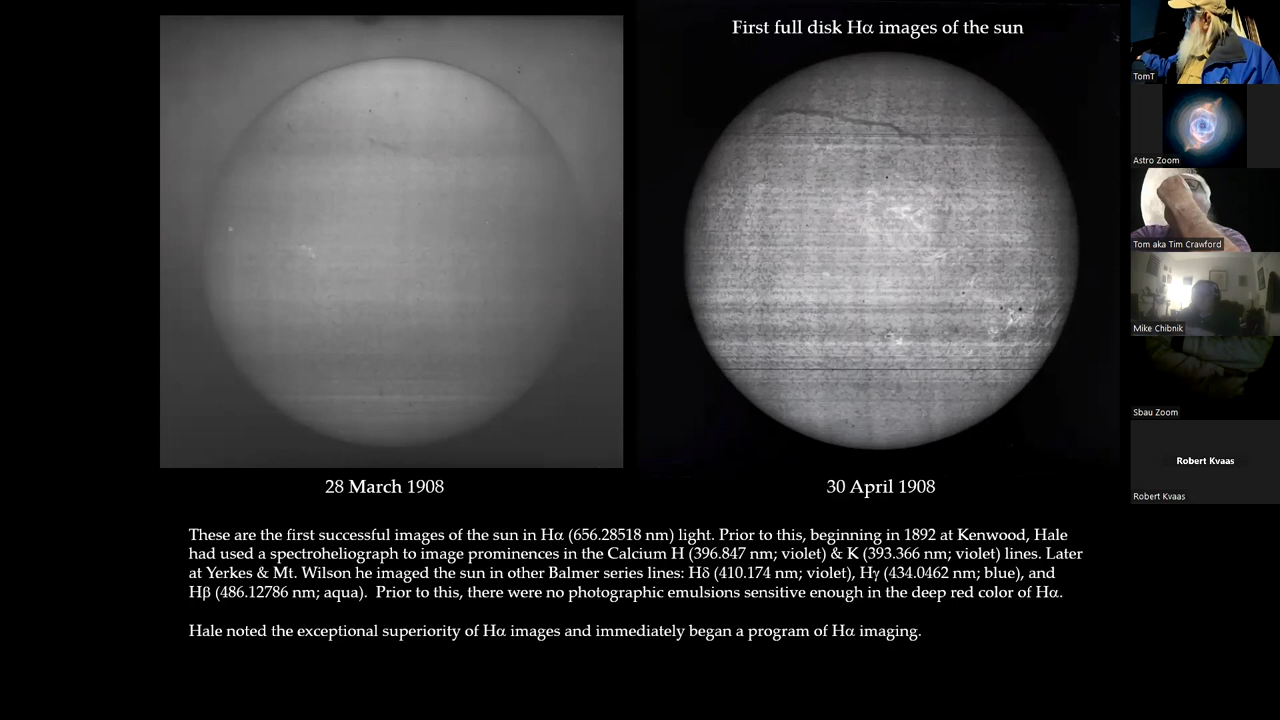 First full disk Hα images of the sun
28 March 1908
30 April 1908
These are the first successful images of the sun in Hα (656.28518 nm) light. Prior to this, beginning in 1892 at Kenwood, Hale
had used a spectroheliograph to image prominences in the Calcium H (396.847 nm; violet) & K (393.366 nm; violet) lines. Later
at Yerkes & Mt. Wilson he imaged the sun in other Balmer series lines: Hδ (410.174 nm; violet), Hγ (434.0462 nm; blue), and
Hβ (486.12786 nm; aqua).  Prior to this, there were no photographic emulsions sensitive enough in the deep red color of Hα.
Hale noted the exceptional superiority of Hα images and immediately began a program of Hα imaging.
TomT
Astro Zoom
Tom aka Tim Crawford
Mike Chibnik
Sbau Zoom
Robert Kvaas
Robert Kvaas